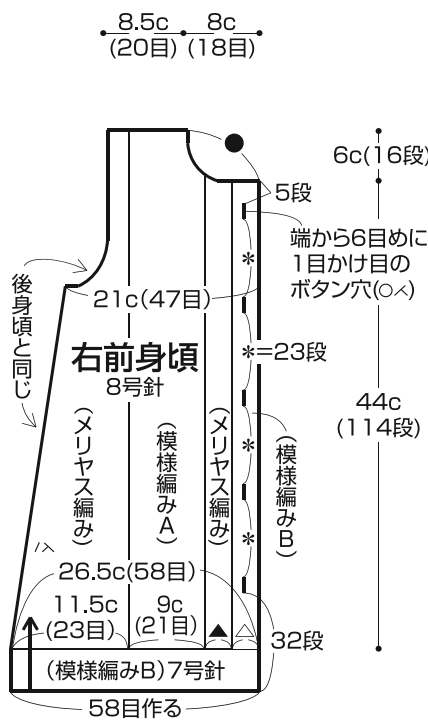 8.5c
(20目)
8c
(18目)
6c(16段)
5段
端から6目めに
1目かけ目の
ボタン穴(○⋌)
後身頃と同じ
21c(47目)
*
右前身頃
8号針
*=23段
44c
(114段)
(メリヤス編み)
(模様編みA)
(メリヤス編み)
*
(模様編みB)
*
26.5c(58目)
11.5c
(23目)
9c
(21目)
▲
△
32段
(模様編みB)7号針
58目作る